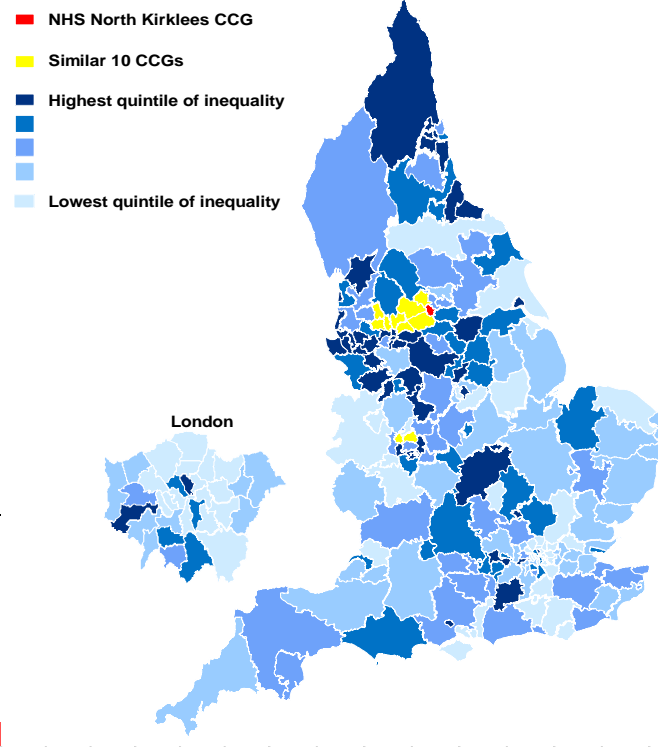 NHS North Kirklees CCG
Similar 10 CCGs
Highest quintile of inequality
Lowest quintile of inequality
London